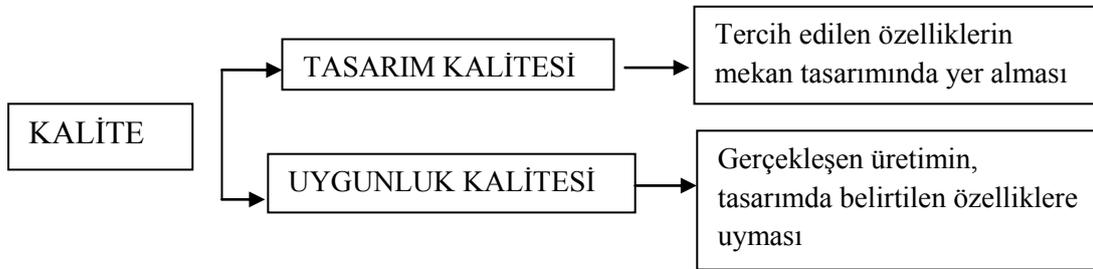 KALİTE
TASARIM KALİTESİ
Tercih edilen özelliklerin
mekan tasarımında yer alması
UYGUNLUK KALİTESİ
Gerçekleşen üretimin,
tasarımda belirtilen özelliklere
uyması